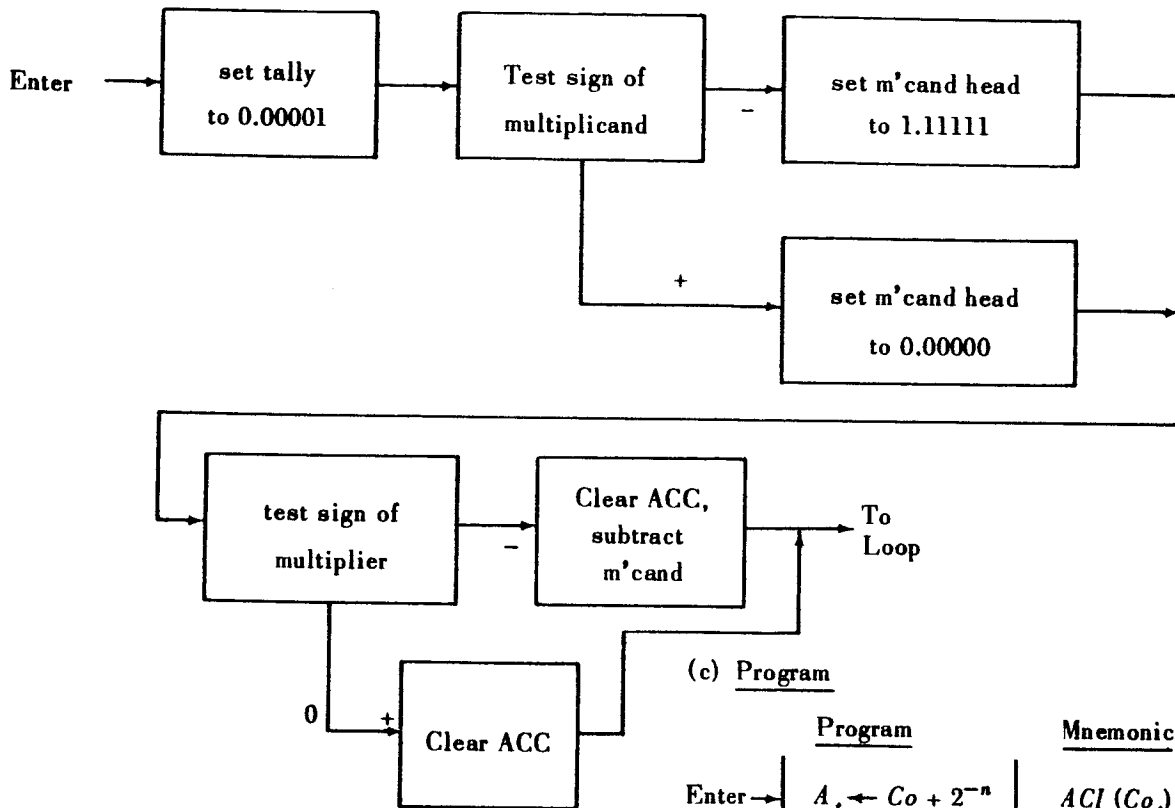 Enter
set tally
to 0.00001
Test sign of
multiplicand
−
set m'cand head
to 1.11111
+
set m'cand head
to 0.00000
test sign of
multiplier
−
Clear ACC,
subtract
m'cand
To
Loop
0
+
Clear ACC
(c) Program
Program Mnemonic
Enter A, ← Co + 2⁻ⁿ ACI (Co)